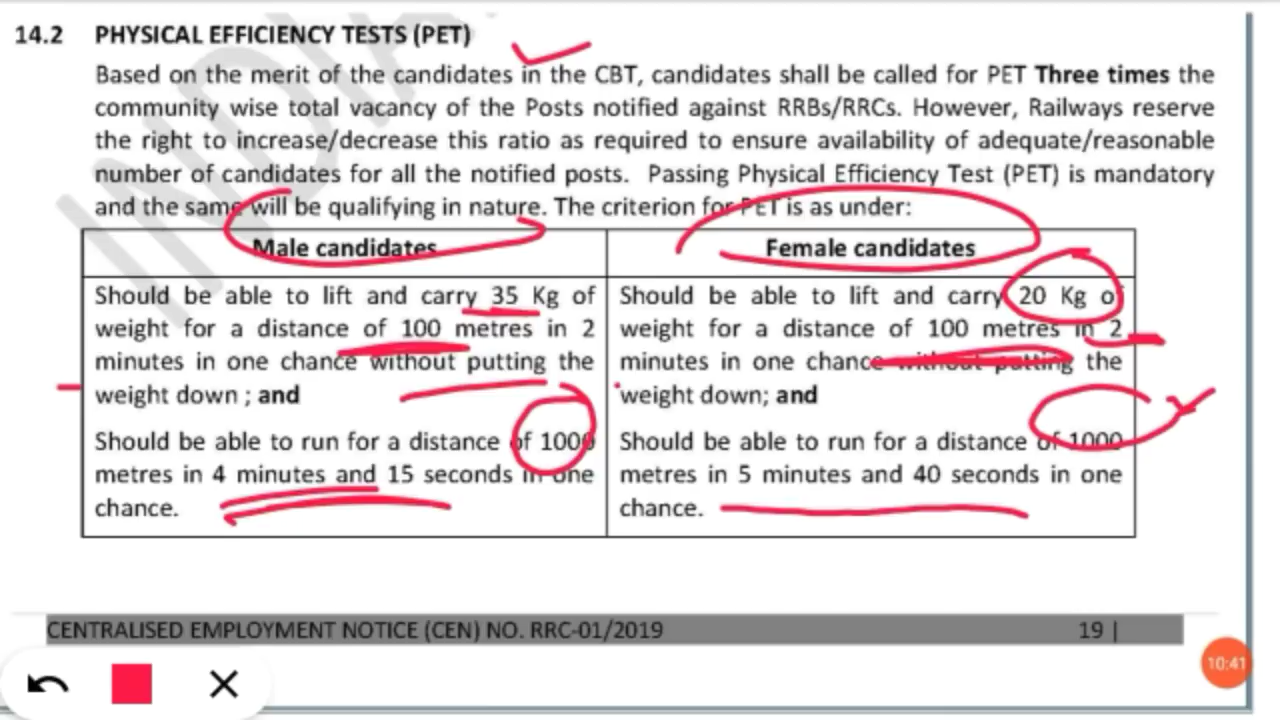 14.2 PHYSICAL EFFICIENCY TESTS (PET)
Based on the merit of the candidates in the CBT, candidates shall be called for PET Three times the
community wise total vacancy of the Posts notified against RRBs/RRCs. However, Railways reserve
the right to increase/decrease this ratio as required to ensure availability of adequate/reasonable
number of candidates for all the notified posts. Passing Physical Efficiency Test (PET) is mandatory
and the same will be qualifying in nature. The criterion for PET is as under:
Male candidates
Should be able to lift and carry 35 Kg of
weight for a distance of 100 metres in 2
minutes in one chance without putting the
weight down ; and
Should be able to run for a distance of 1000
metres in 4 minutes and 15 seconds in one
chance.
Female candidates
Should be able to lift and carry 20 Kg of
weight for a distance of 100 metres in 2
minutes in one chance without putting the
weight down; and
Should be able to run for a distance of 1000
metres in 5 minutes and 40 seconds in one
chance.
CENTRALISED EMPLOYMENT NOTICE (CEN) NO. RRC-01/2019 19 |
10:41